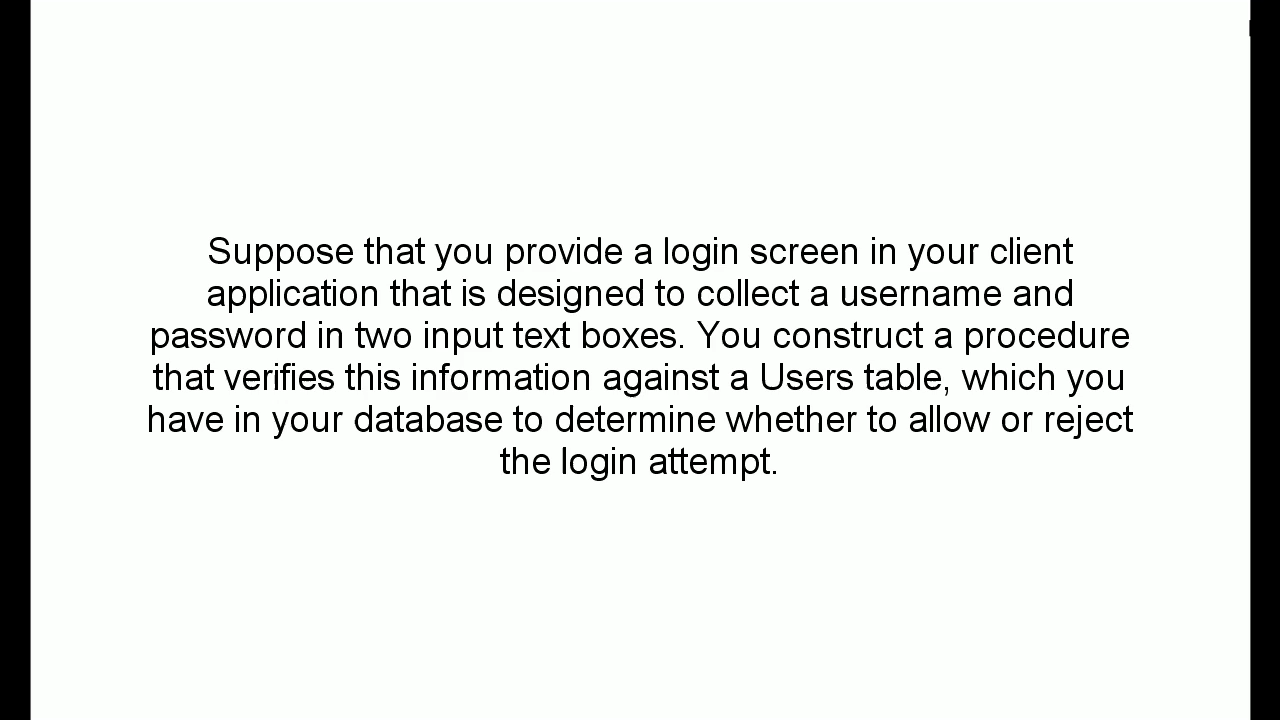 Suppose that you provide a login screen in your client
application that is designed to collect a username and
password in two input text boxes. You construct a procedure
that verifies this information against a Users table, which you
have in your database to determine whether to allow or reject
the login attempt.